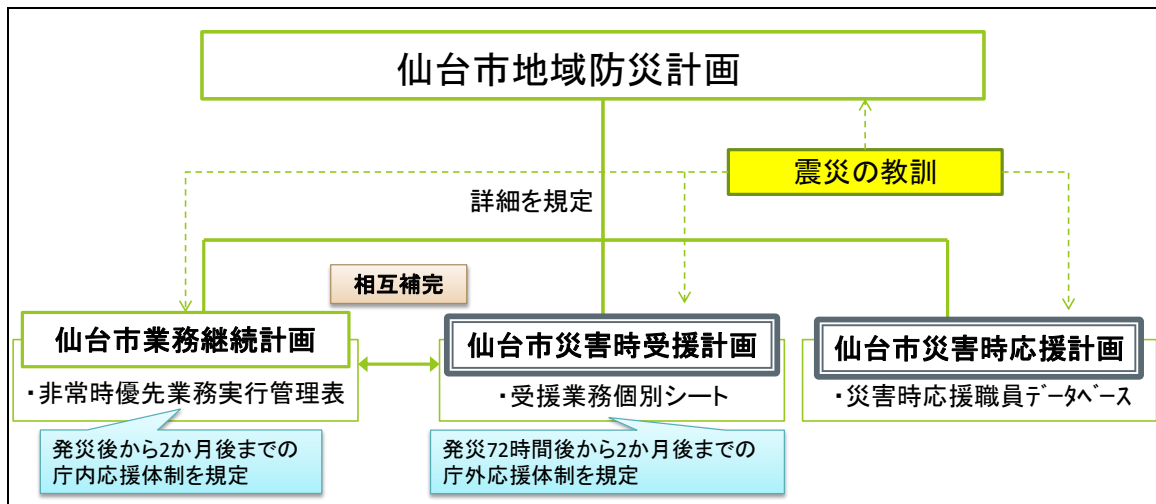 仙台市地域防災計画
震災の教訓
詳細を規定
相互補完
仙台市業務継続計画
・非常時優先業務実行管理表
発災後から2か月後までの
庁内応援体制を規定
仙台市災害時受援計画
・受援業務個別シート
発災72時間後から2か月後までの
庁外応援体制を規定
仙台市災害時応援計画
・災害時応援職員ﾃﾞｰﾀﾍﾞｰｽ